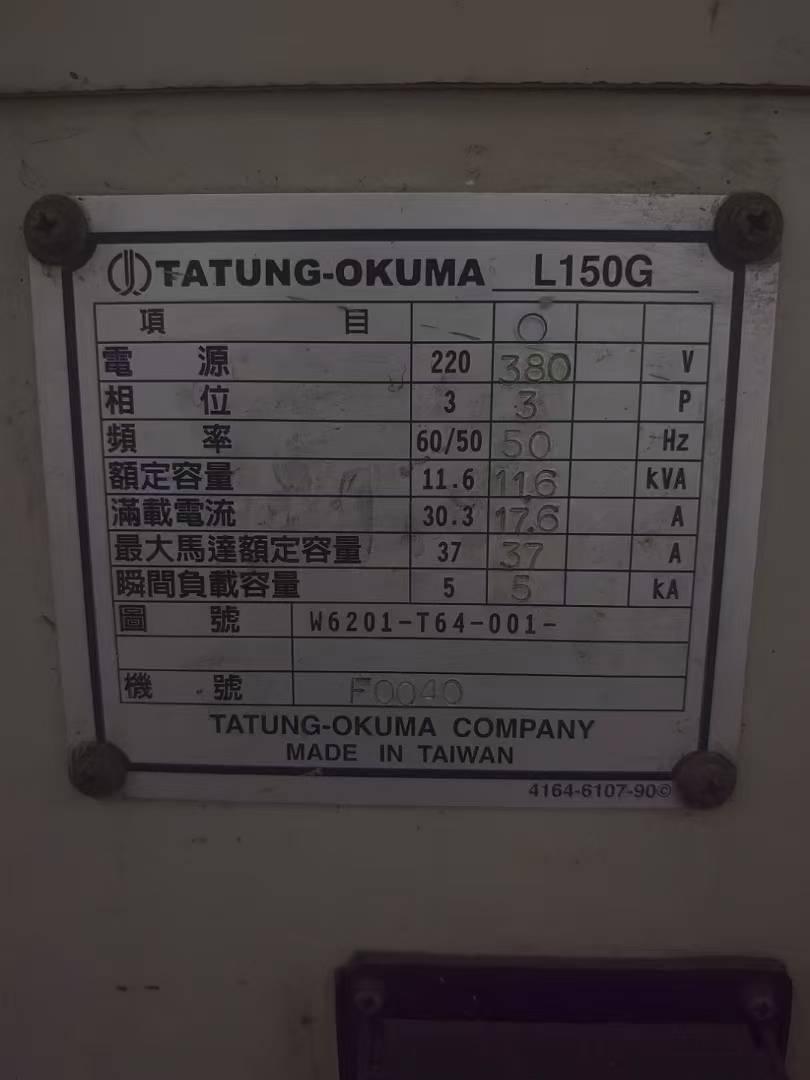 TATUNG-OKUMA L150G
項 目 O
電 源 220 380 V
相 位 3 3 P
頻 率 60/50 50 Hz
額定容量 11.6 11.6 kVA
滿載電流 30.3 17.6 A
最大馬達額定容量 37 37 A
瞬間負載容量 5 5 kA
圖 號 W6201-T64-001-
機 號 F0040
TATUNG-OKUMA COMPANY
MADE IN TAIWAN
4164-6107-90©